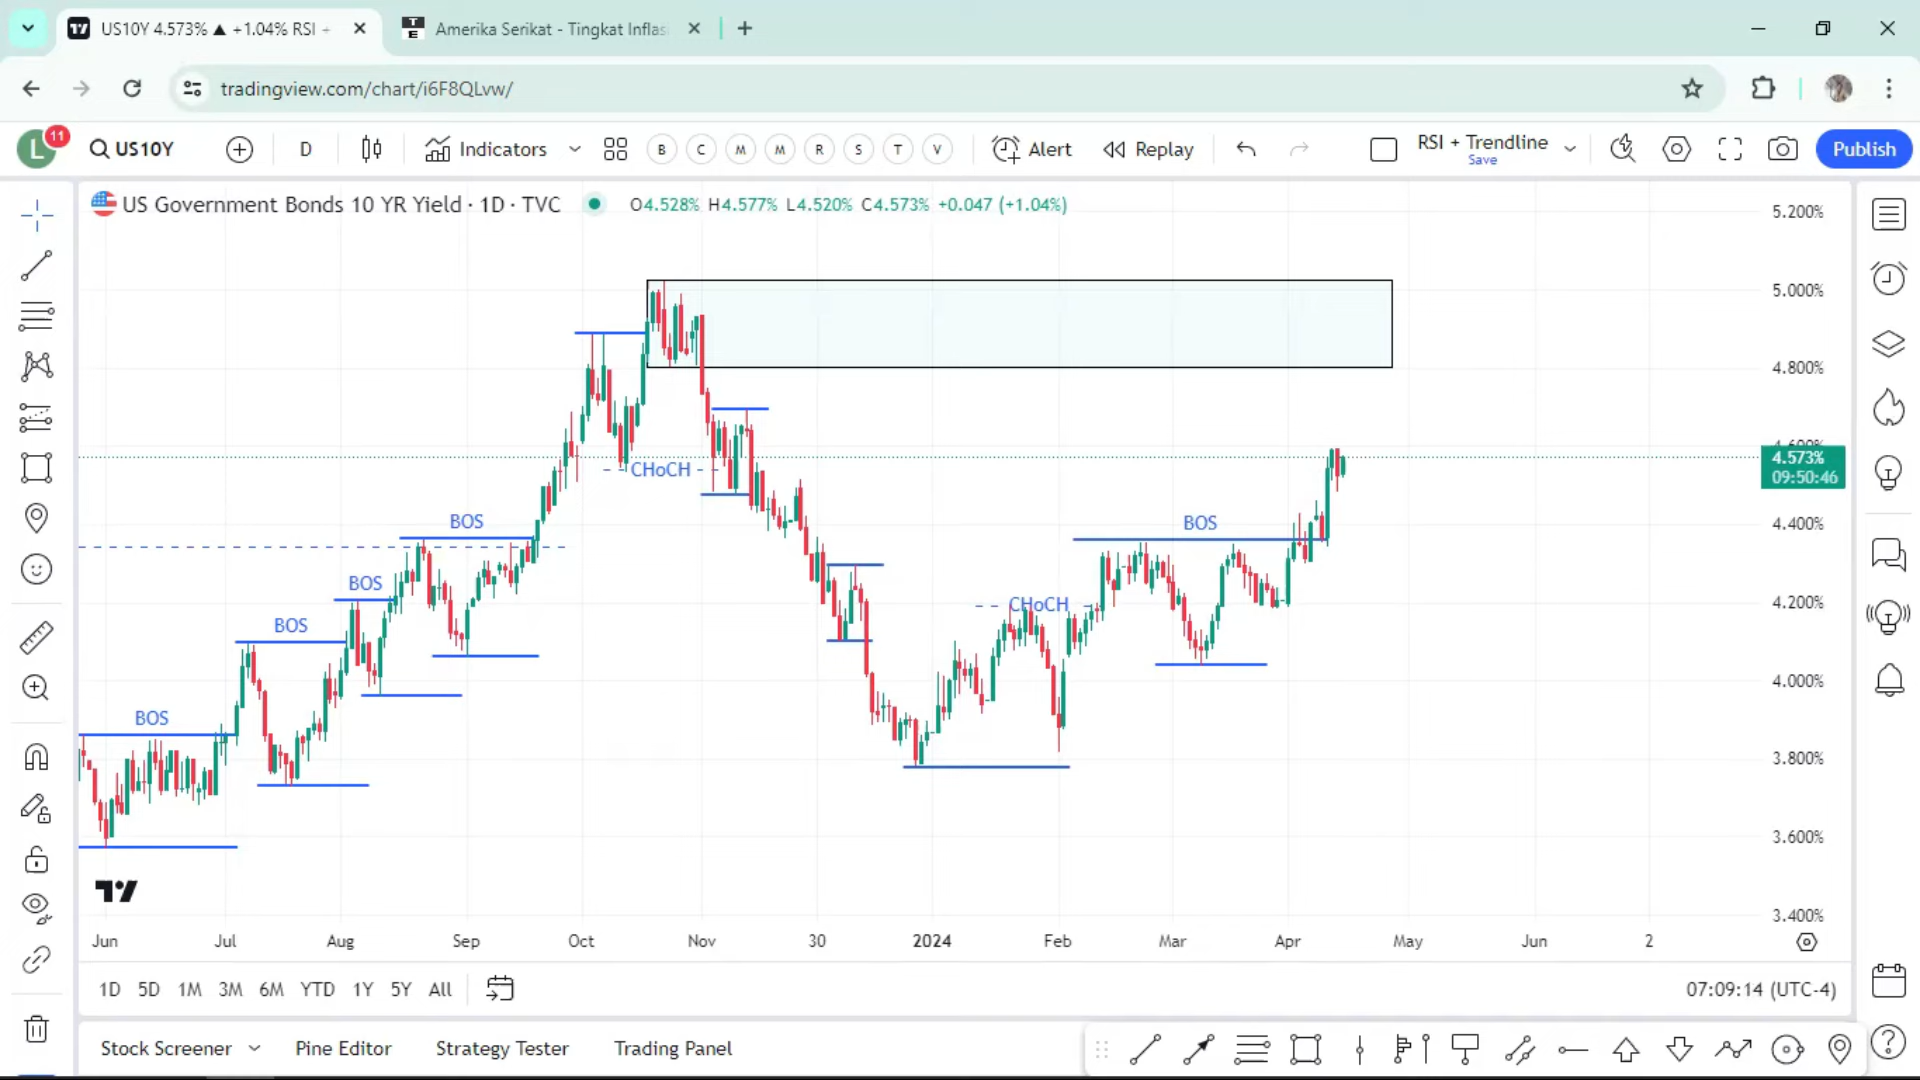 US10Y 4.573% ▲ +1.04% RSI +
TE
Amerika Serikat - Tingkat Inflas
tradingview.com/chart/i6F8QLvw/
L
11
US10Y
D
Indicators
B C M M R S T V
Alert
Replay
RSI + Trendline
Save
Publish
US Government Bonds 10 YR Yield · 1D · TVC
O4.528% H4.577% L4.520% C4.573% +0.047 (+1.04%)
5.200%
5.000%
4.800%
4.600%
4.573%
09:50:46
4.400%
4.200%
4.000%
3.800%
3.600%
3.400%
CHoCH
BOS
BOS
BOS
BOS
BOS
CHoCH
Jun Jul Aug Sep Oct Nov 30 2024 Feb Mar Apr May Jun 2
1D 5D 1M 3M 6M YTD 1Y 5Y All
07:09:14 (UTC-4)
Stock Screener
Pine Editor
Strategy Tester
Trading Panel